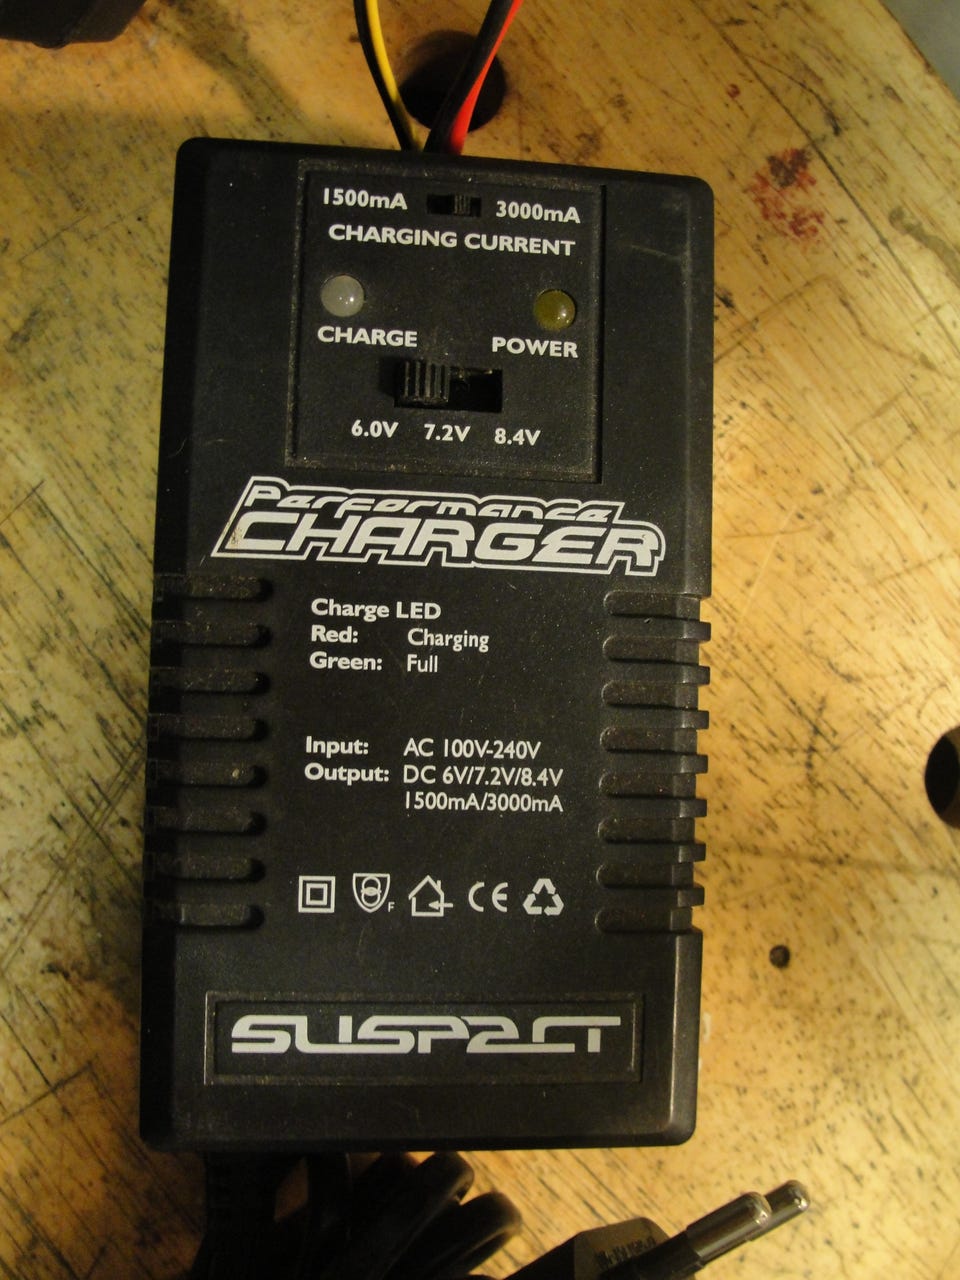 1500mA 3000mA
CHARGING CURRENT
CHARGE POWER
6.0V 7.2V 8.4V
Performance
CHARGER
Charge LED
Red: Charging
Green: Full
Input: AC 100V-240V
Output: DC 6V/7.2V/8.4V
1500mA/3000mA
F CE
SUSPECT